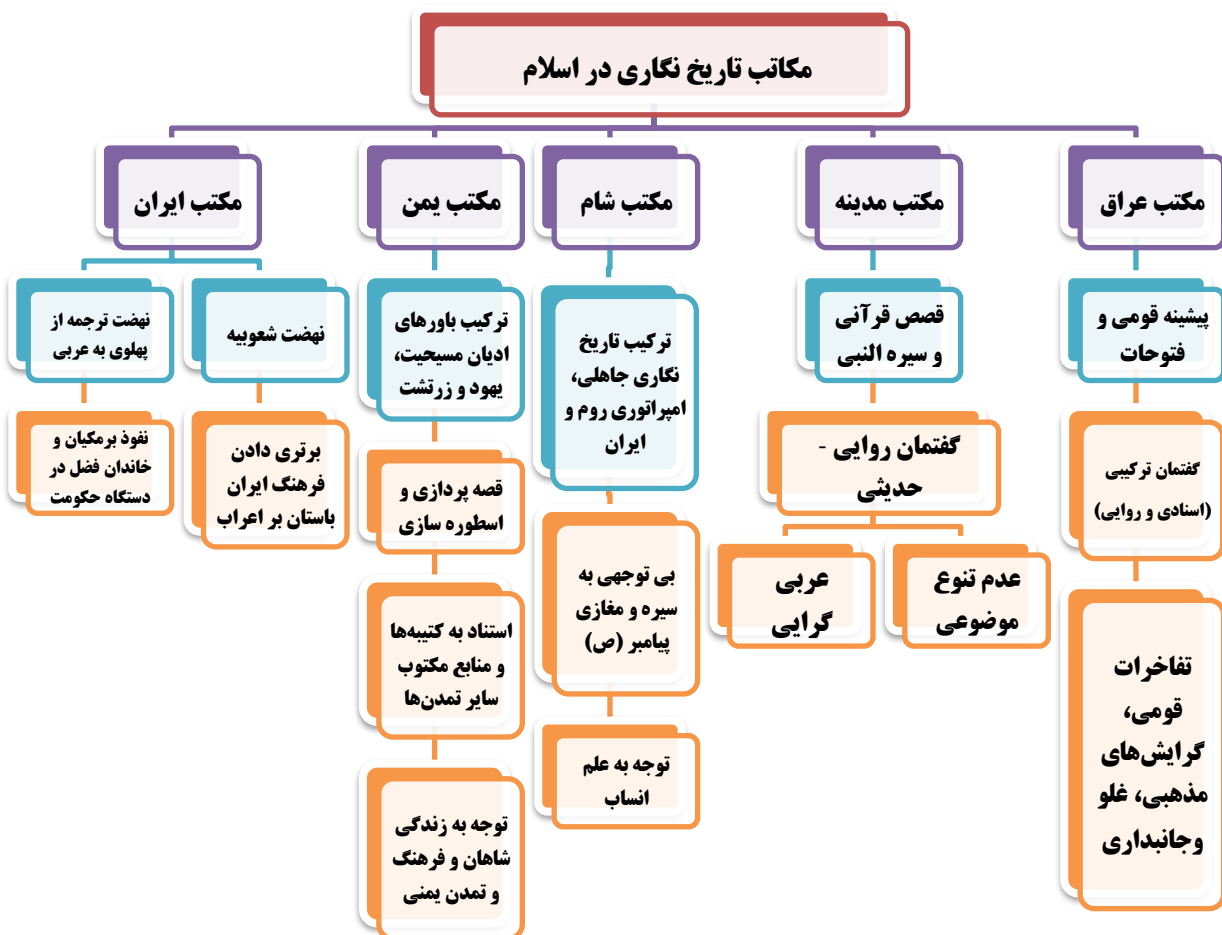 مکاتب تاریخ نگاری در اسلام
مکتب عراق
پیشینه قومی و
فتوحات
گفتمان ترکیبی
(اسنادی و روایی)
تفاخرات
قومی،
گرایش‌های
مذهبی، غلو
وجانبداری
مکتب مدینه
قصص قرآنی
و سیره النبی
گفتمان روایی -
حدیثی
عدم تنوع
موضوعی
عربی
گرایی
مکتب شام
ترکیب تاریخ
نگاری جاهلی،
امپراتوری روم و
ایران
بی توجهی به
سیره و مغازی
پیامبر (ص)
توجه به علم
انساب
مکتب یمن
ترکیب باورهای
ادیان مسیحیت،
یهود و زرتشت
قصه پردازی و
اسطوره سازی
استناد به کتیبه‌ها
و منابع مکتوب
سایر تمدن‌ها
توجه به زندگی
شاهان و فرهنگ
و تمدن یمنی
مکتب ایران
نهضت شعوبیه
برتری دادن
فرهنگ ایران
باستان بر اعراب
نهضت ترجمه از
پهلوی به عربی
نفوذ برمکیان و
خاندان فضل در
دستگاه حکومت